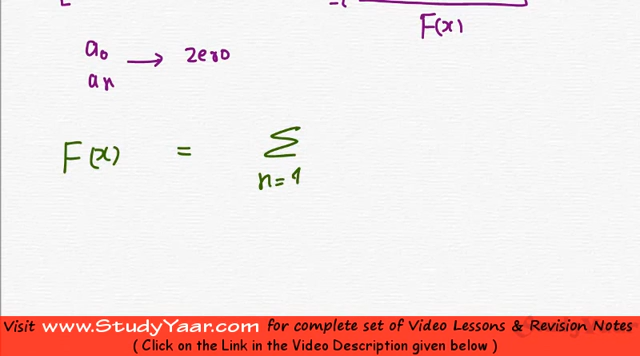 F(x)
a₀ → zero
an
F(x) = Σ
n=1
Visit www.StudyYaar.com for complete set of Video Lessons & Revision Notes
( Click on the Link in the Video Description given below )